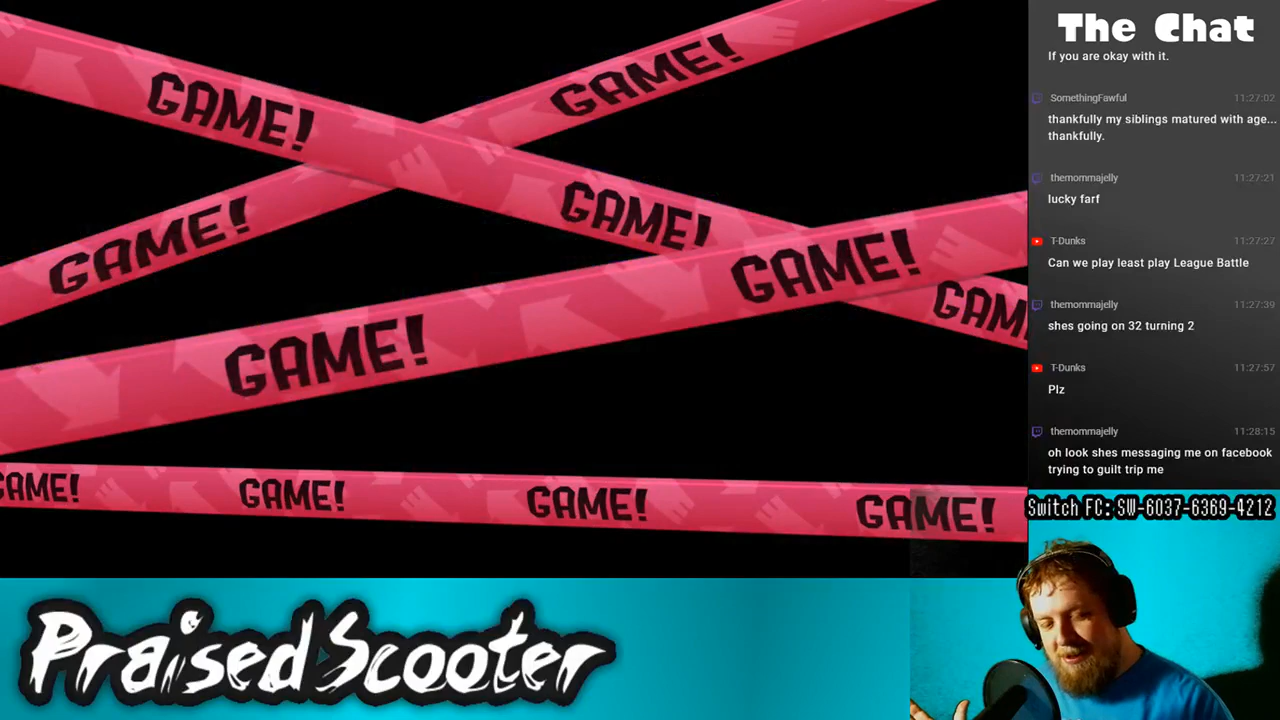 GAME!
GAME!
GAME!
GAME!
GAME!
GAM
GAME!
GAME!
GAME!
GAME!
GAME!
PraisedScooter
The Chat
If you are okay with it.
SomethingFawful 11:27:02
thankfully my siblings matured with age...
thankfully.
themommajelly 11:27:21
lucky farf
T-Dunks 11:27:27
Can we play least play League Battle
themommajelly 11:27:39
shes going on 32 turning 2
T-Dunks 11:27:57
Plz
themommajelly 11:28:15
oh look shes messaging me on facebook
trying to guilt trip me
Switch FC: SW-6037-6369-4212